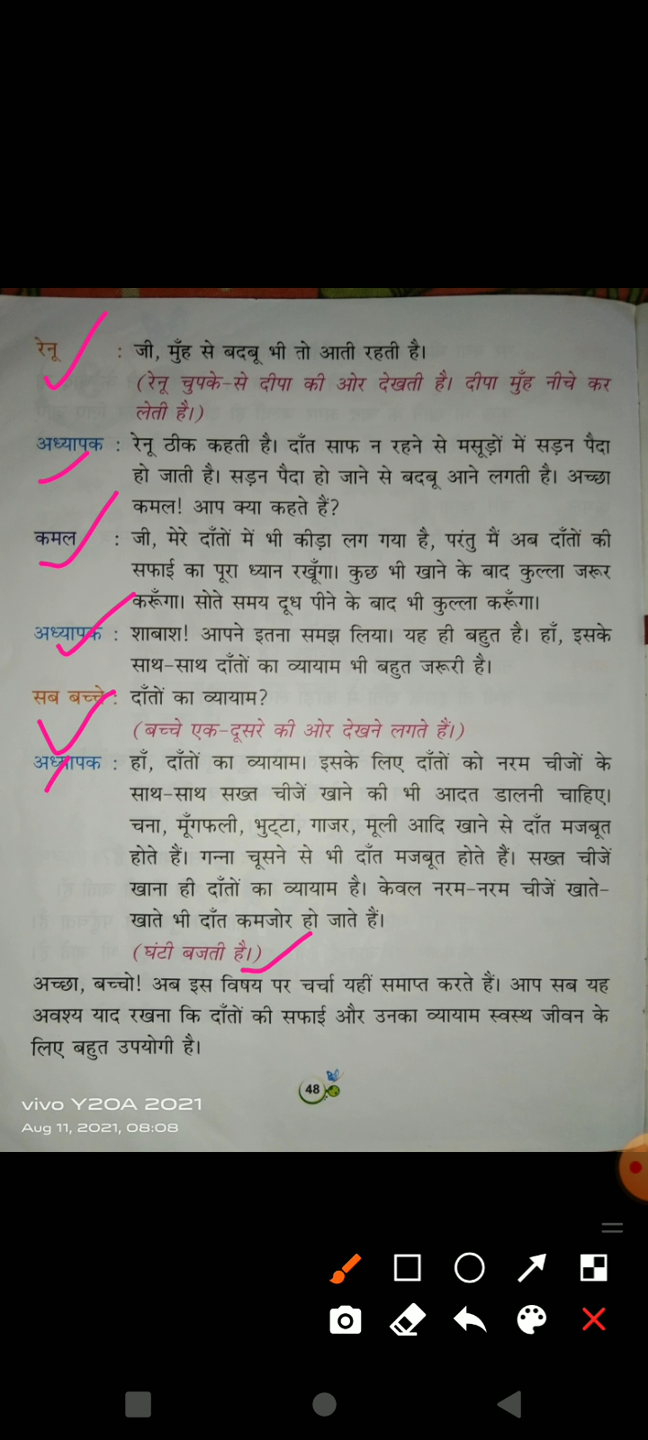 रेनू : जी, मुँह से बदबू भी तो आती रहती है।
(रेनू चुपके-से दीपा की ओर देखती है। दीपा मुँह नीचे कर
लेती है।)
अध्यापक : रेनू ठीक कहती है। दाँत साफ न रहने से मसूड़ों में सड़न पैदा
हो जाती है। सड़न पैदा हो जाने से बदबू आने लगती है। अच्छा
कमल! आप क्या कहते हैं?
कमल : जी, मेरे दाँतों में भी कीड़ा लग गया है, परंतु मैं अब दाँतों की
सफाई का पूरा ध्यान रखूँगा। कुछ भी खाने के बाद कुल्ला जरूर
करूँगा। सोते समय दूध पीने के बाद भी कुल्ला करूँगा।
अध्यापक : शाबाश! आपने इतना समझ लिया। यह ही बहुत है। हाँ, इसके
साथ-साथ दाँतों का व्यायाम भी बहुत जरूरी है।
सब बच्चे : दाँतों का व्यायाम?
(बच्चे एक-दूसरे की ओर देखने लगते हैं।)
अध्यापक : हाँ, दाँतों का व्यायाम। इसके लिए दाँतों को नरम चीजों के
साथ-साथ सख्त चीजें खाने की भी आदत डालनी चाहिए।
चना, मूँगफली, भुट्टा, गाजर, मूली आदि खाने से दाँत मजबूत
होते हैं। गन्ना चूसने से भी दाँत मजबूत होते हैं। सख्त चीजें
खाना ही दाँतों का व्यायाम है। केवल नरम-नरम चीजें खाते-
खाते भी दाँत कमजोर हो जाते हैं।
(घंटी बजती है।)
अच्छा, बच्चो! अब इस विषय पर चर्चा यहीं समाप्त करते हैं। आप सब यह
अवश्य याद रखना कि दाँतों की सफाई और उनका व्यायाम स्वस्थ जीवन के
लिए बहुत उपयोगी है।
48
vivo Y20A 2021
Aug 11, 2021, 08:08